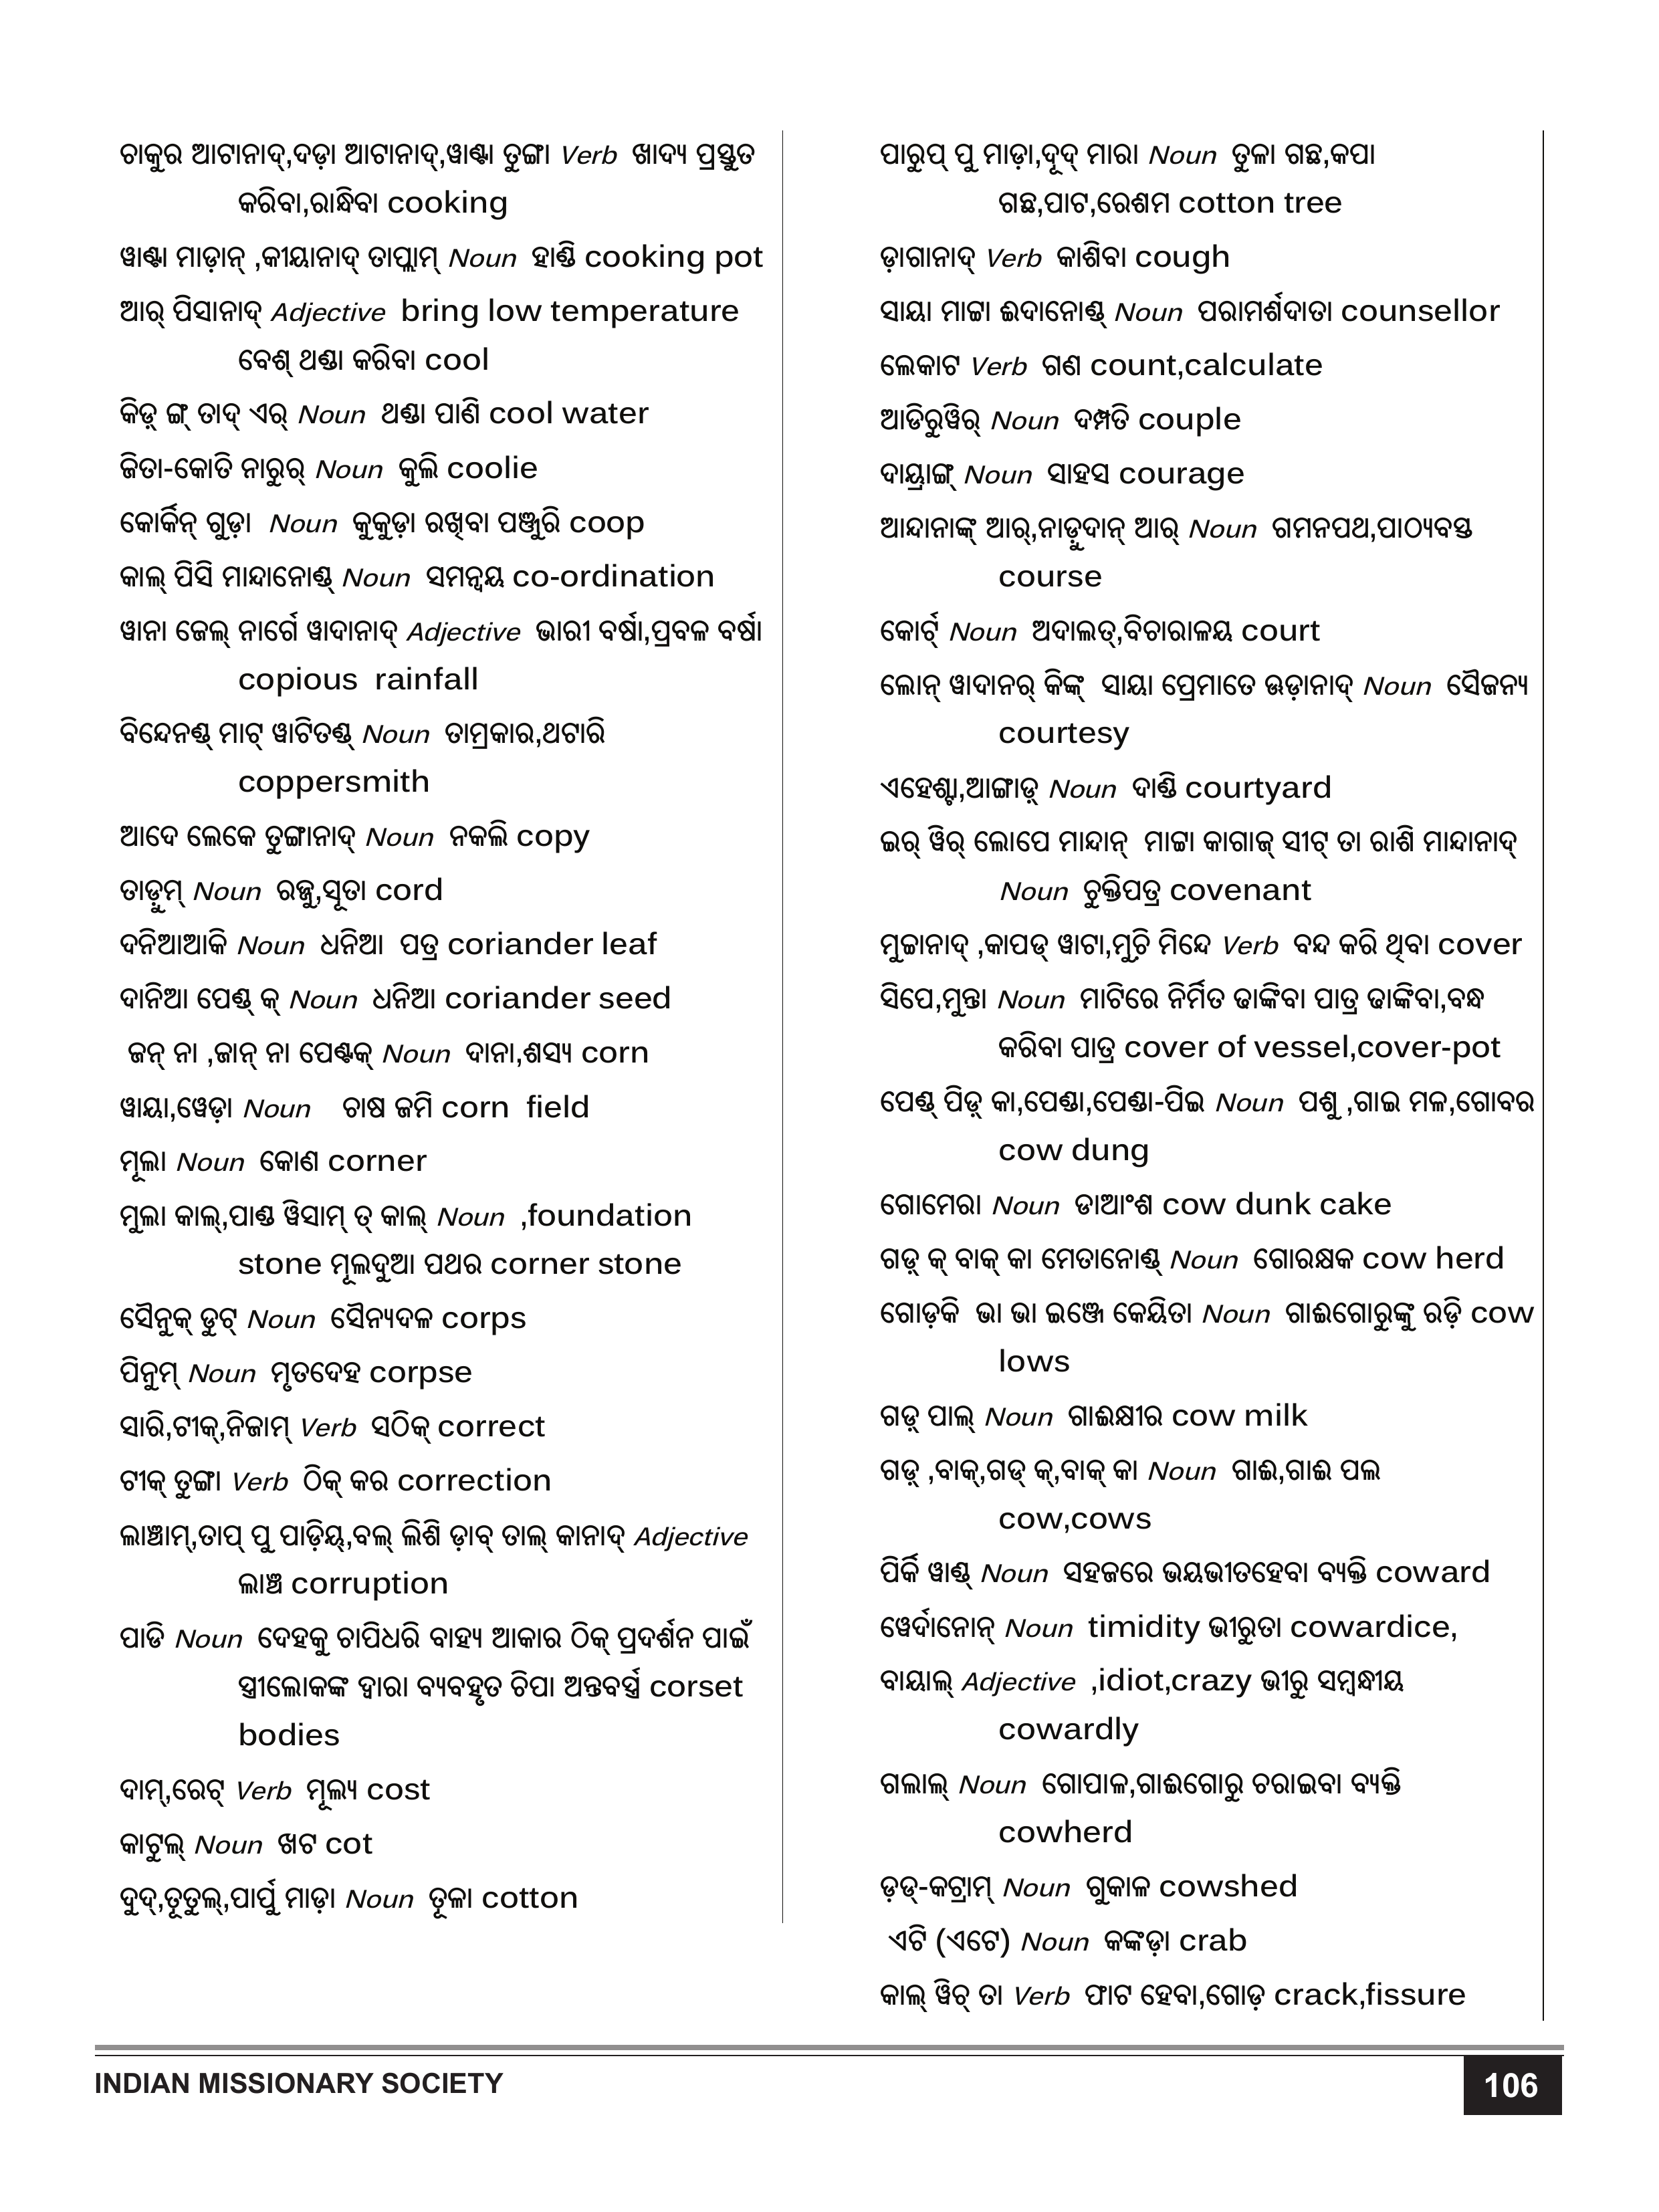 ଚାକୁର ଆଟାନାଦ୍,ଦଡ଼ା ଆଟାନାଦ୍,ୱାଣ୍ଟା ତୁଙ୍ଗା Verb ଖାଦ୍ୟ ପ୍ରସ୍ତୁତ
କରିବା,ରାନ୍ଧିବା cooking
ୱାଣ୍ଟା ମାଡ଼ାନ୍ ,କୀୟାନାଦ୍ ତାପ୍ଲାମ୍ Noun ହାଣ୍ଡି cooking pot
ଆର୍ ପିସାନାଦ୍ Adjective bring low temperature
ବେଶ୍ ଥଣ୍ଡା କରିବା cool
କିଡ଼୍ ଙ୍ଗ୍ ତାଦ୍ ଏର୍ Noun ଥଣ୍ଡା ପାଣି cool water
ଜିତା-କୋତି ନାରୁର୍ Noun କୁଲି coolie
କୋର୍କିନ୍ ଗୁଡ଼ା Noun କୁକୁଡ଼ା ରଖିବା ପଞ୍ଜୁରି coop
କାଲ୍ ପିସି ମାନ୍ଦାନୋଣ୍ଡ୍ Noun ସମନ୍ୱୟ co-ordination
ୱାନା ଜେଲ୍ ନାର୍ଗେ ୱାଦାନାଦ୍ Adjective ଭାରୀ ବର୍ଷା,ପ୍ରବଳ ବର୍ଷା
copious rainfall
ବିନ୍ଦେନଣ୍ଡ୍ ମାଟ୍ ୱାଟିତଣ୍ଡ୍ Noun ତାମ୍ରକାର,ଥଟାରି
coppersmith
ଆଦେ ଲେକେ ତୁଙ୍ଗାନାଦ୍ Noun ନକଲି copy
ତାଡ଼ୁମ୍ Noun ରଜ୍ଜୁ,ସୂତା cord
ଦନିଆଆକି Noun ଧନିଆ ପତ୍ର coriander leaf
ଦାନିଆ ପେଣ୍ଡ୍ କ୍ Noun ଧନିଆ coriander seed
ଜନ୍ ନା ,ଜାନ୍ ନା ପେଣ୍ଟକ୍ Noun ଦାନା,ଶସ୍ୟ corn
ୱାୟା,ୱେଡ଼ା Noun ଚାଷ ଜମି corn field
ମୂଲା Noun କୋଣ corner
ମୁଲା କାଲ୍,ପାଣ୍ଡ ୱିସାମ୍ ତ୍ କାଲ୍ Noun ,foundation
stone ମୂଲଦୁଆ ପଥର corner stone
ସୈନୁକ୍ ଡୁଟ୍ Noun ସୈନ୍ୟଦଳ corps
ପିନୁମ୍ Noun ମୃତଦେହ corpse
ସାରି,ଟୀକ୍,ନିଜାମ୍ Verb ସଠିକ୍ correct
ଟୀକ୍ ତୁଙ୍ଗା Verb ଠିକ୍ କର correction
ଲାଞ୍ଚାମ୍,ତାପ୍ ପୁ ପାଡ଼ିୟ୍,ବଲ୍ ଲିଶି ଡ଼ାବ୍ ତାଲ୍ କାନାଦ୍ Adjective
ଲାଞ୍ଚ corruption
ପାଡି Noun ଦେହକୁ ଚାପିଧରି ବାହ୍ୟ ଆକାର ଠିକ୍ ପ୍ରଦର୍ଶନ ପାଇଁ
ସ୍ତ୍ରୀଲୋକଙ୍କ ଦ୍ୱାରା ବ୍ୟବହୃତ ଚିପା ଅନ୍ତବସ୍ତ୍ର୍ର corset
bodies
ଦାମ୍,ରେଟ୍ Verb ମୂଲ୍ୟ cost
କାଟୁଲ୍ Noun ଖଟ cot
ଦୁଦ୍,ତୂତୁଲ୍,ପାର୍ପୁ ମାଡ଼ା Noun ତୂଳା cotton
ପାରୁପ୍ ପୁ ମାଡ଼ା,ଦୂଦ୍ ମାରା Noun ତୁଳା ଗଛ,କପା
ଗଛ,ପାଟ,ରେଶମ cotton tree
ଡ଼ାଗାନାଦ୍ Verb କାଶିବା cough
ସାୟା ମାଟ୍ଟା ଈଦାନୋଣ୍ଡ୍ Noun ପରାମର୍ଶଦାତା counsellor
ଲେକାଟ Verb ଗଣ count,calculate
ଆଡିରୁୱିର୍ Noun ଦମ୍ପତି couple
ଦାୟ୍ରାଙ୍ଗ୍ Noun ସାହସ courage
ଆନ୍ଦାନାଙ୍କ୍ ଆର୍,ନାଡ଼ୁଦାନ୍ ଆର୍ Noun ଗମନପଥ,ପାଠ୍ୟବସ୍ତ
course
କୋର୍ଟ୍ Noun ଅଦାଲତ୍,ବିଚାରାଳୟ court
ଲୋନ୍ ୱାଦାନର୍ କିଙ୍କ୍ ସାୟା ପ୍ରେମାତେ ଊଡ଼ାନାଦ୍ Noun ସୈଜନ୍ୟ
courtesy
ଏହେଶ୍ଚା,ଆଙ୍ଗାଡ଼୍ Noun ଦାଣ୍ଡି courtyard
ଇର୍ ୱିର୍ ଲୋପେ ମାନ୍ଦାନ୍ ମାଟ୍ଟା କାଗାଜ୍ ସୀଟ୍ ତା ରାଶି ମାନ୍ଦାନାଦ୍
Noun ଚୁକ୍ତିପତ୍ର covenant
ମୁଚ୍ଚାନାଦ୍ ,କାପଡ୍ ୱାଟା,ମୁଚ଼ି ମିନ୍ଦେ Verb ବନ୍ଦ କରି ଥିବା cover
ସିପେ,ମୁନ୍ତା Noun ମାଟିରେ ନିର୍ମିତ ଢାଙ୍କିବା ପାତ୍ର ଢାଙ୍କିବା,ବନ୍ଧ
କରିବା ପାତ୍ର cover of vessel,cover-pot
ପେଣ୍ଡ୍ ପିଡ଼୍ କା,ପେଣ୍ଡା,ପେଣ୍ଡା-ପିଇ Noun ପଶୁ ,ଗାଇ ମଳ,ଗୋବର
cow dung
ଗୋମେରା Noun ଡାଆଂଶ cow dunk cake
ଗଡ଼୍ କ୍ ବାକ୍ କା ମେତାନୋଣ୍ଡ୍ Noun ଗୋରକ୍ଷକ cow herd
ଗୋଡ଼କି ଭା ଭା ଇଞ୍ଜେ କେୟିତା Noun ଗାଈଗୋରୁଙ୍କୁ ରଡ଼ି cow
lows
ଗଡ଼୍ ପାଲ୍ Noun ଗାଈକ୍ଷୀର cow milk
ଗଡ଼୍ ,ବାକ୍,ଗଡ୍ କ୍,ବାକ୍ କା Noun ଗାଈ,ଗାଈ ପଲ
cow,cows
ପିର୍କି ୱାଣ୍ଡ୍ Noun ସହଜରେ ଭୟଭୀତହେବା ବ୍ୟକ୍ତି coward
ୱେର୍ଦାନୋନ୍ Noun timidity ଭୀରୁତା cowardice,
ବାୟାଲ୍ Adjective ,idiot,crazy ଭୀରୁ ସମ୍ବନ୍ଧୀୟ
cowardly
ଗଲାଲ୍ Noun ଗୋପାଳ,ଗାଈଗୋରୁ ଚରାଇବା ବ୍ୟକ୍ତି
cowherd
ଡ଼ଡ୍-କଟ୍ରାମ୍ Noun ଗୁକାଳ cowshed
ଏଟି (ଏଟେ) Noun କଙ୍କଡ଼ା crab
କାଲ୍ ୱିଚ୍ ତା Verb ଫାଟ ହେବା,ଗୋଡ଼ crack,fissure
INDIAN MISSIONARY SOCIETY
106